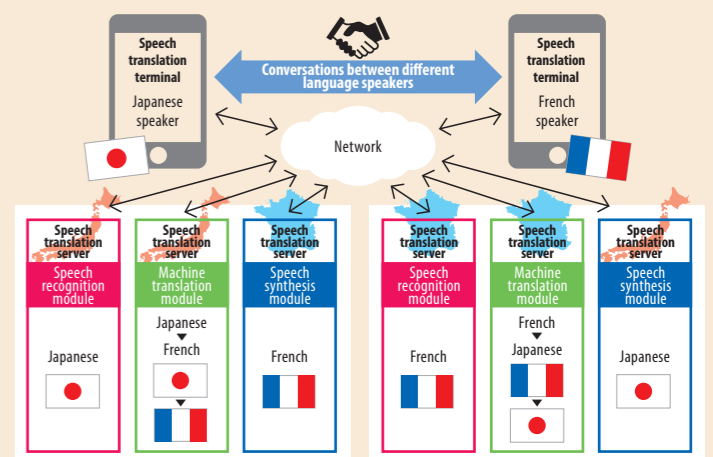 Speech
translation
terminal
Japanese
speaker
Conversations between different
language speakers
Speech
translation
terminal
French
speaker
Network
Speech
translation
server
Speech
recognition
module
Japanese
Speech
translation
server
Machine
translation
module
Japanese
▼
French
▼
Speech
translation
server
Speech
synthesis
module
French
Speech
translation
server
Speech
recognition
module
French
Speech
translation
server
Machine
translation
module
French
▼
Japanese
▼
Speech
translation
server
Speech
synthesis
module
Japanese